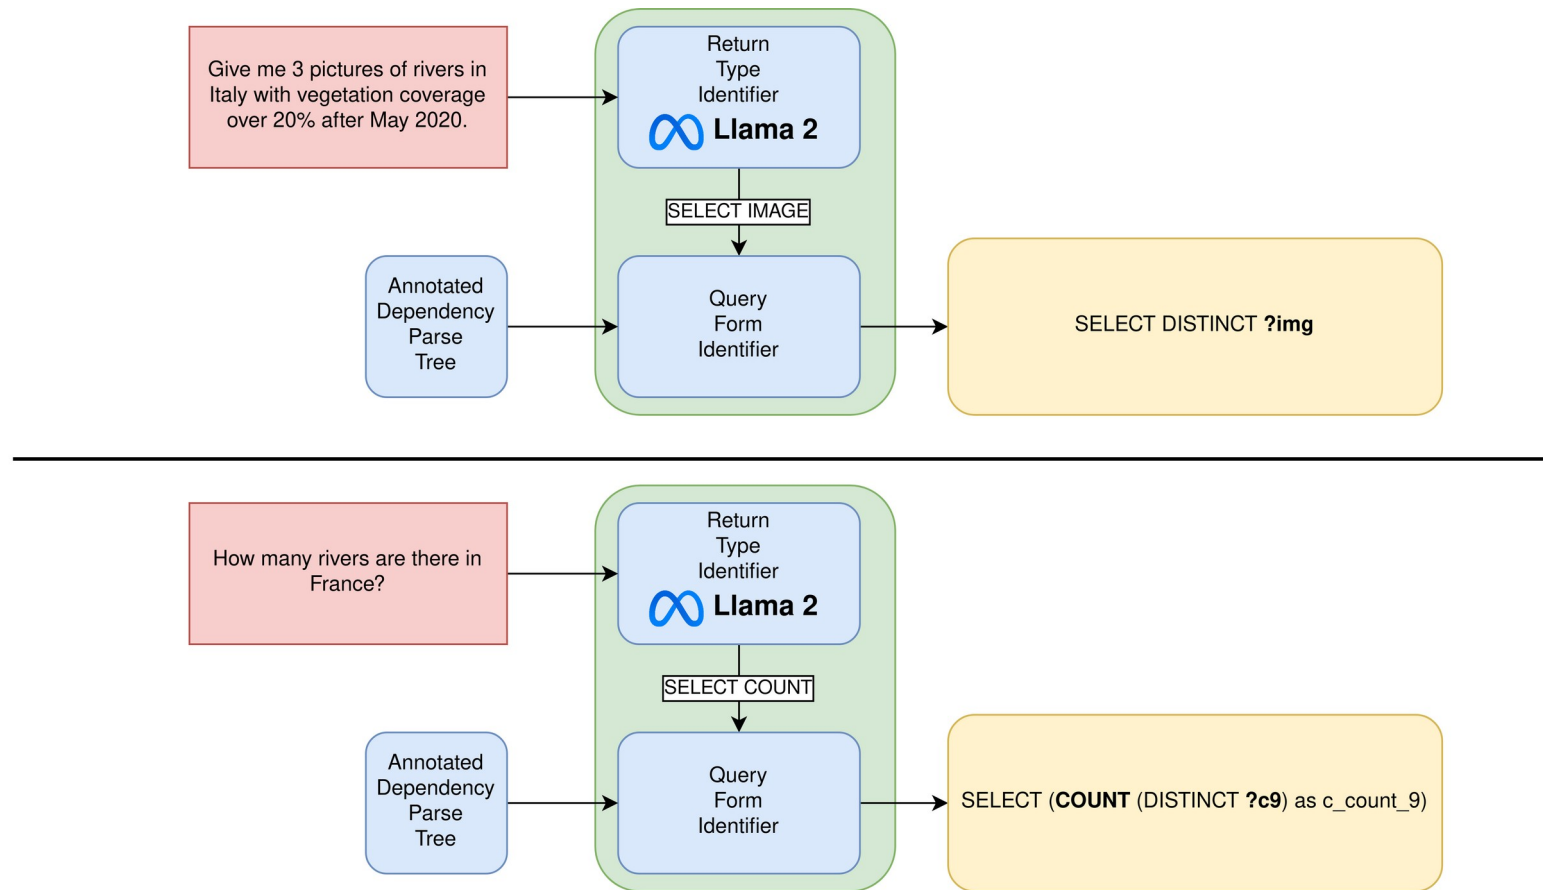 Give me 3 pictures of rivers in
Italy with vegetation coverage
over 20% after May 2020.
Return
Type
Identifier
Llama 2
SELECT IMAGE
Annotated
Dependency
Parse
Tree
Query
Form
Identifier
SELECT DISTINCT ?img
How many rivers are there in
France?
Return
Type
Identifier
Llama 2
SELECT COUNT
Annotated
Dependency
Parse
Tree
Query
Form
Identifier
SELECT (COUNT (DISTINCT ?c9) as c_count_9)